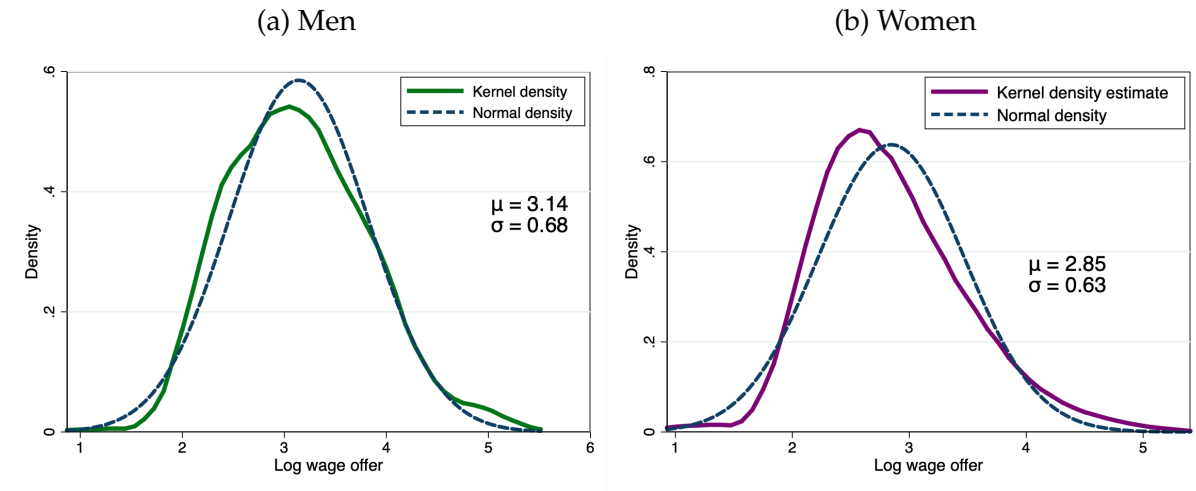 (a) Men
.6
.4
.2
0
Density
Kernel density
Normal density
μ = 3.14
σ = 0.68
1 2 3 4 5 6
Log wage offer
(b) Women
.8
.6
.4
.2
0
Density
Kernel density estimate
Normal density
μ = 2.85
σ = 0.63
1 2 3 4 5
Log wage offer